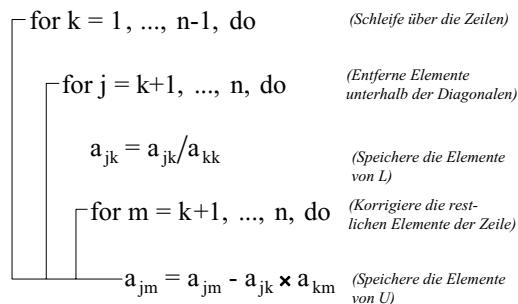 for k = 1, ..., n-1, do (Schleife über die Zeilen)
for j = k+1, ..., n, do (Entferne Elemente
unterhalb der Diagonalen)
a_jk = a_jk/a_kk (Speichere die Elemente
von L)
for m = k+1, ..., n, do (Korrigiere die rest-
lichen Elemente der Zeile)
a_jm = a_jm - a_jk × a_km (Speichere die Elemente
von U)